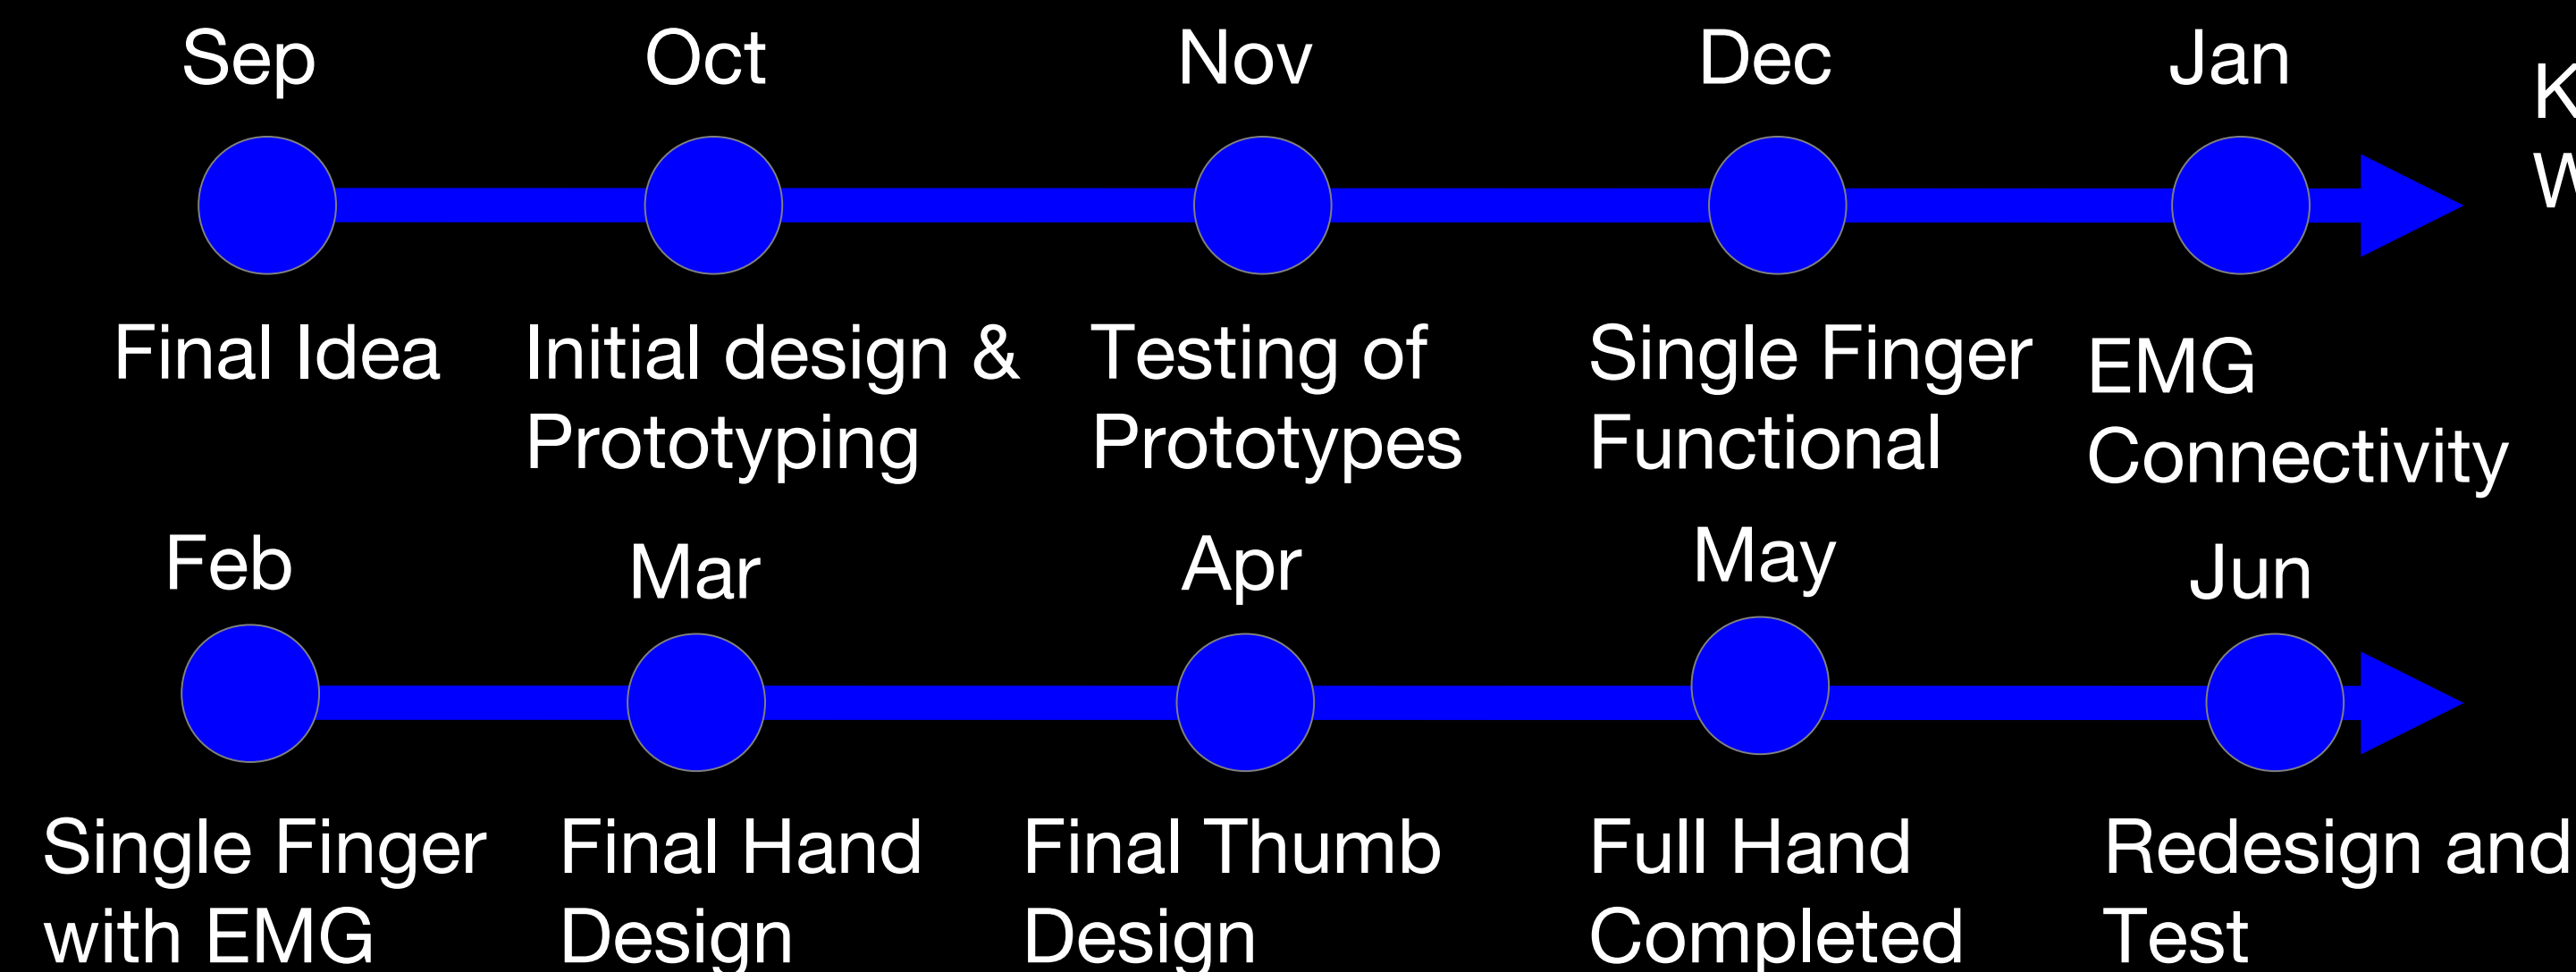 Sep
Oct
Nov
Dec
Jan
Final Idea
Initial design &
Prototyping
Testing of
Prototypes
Single Finger
Functional
EMG
Connectivity
Feb
Mar
Apr
May
Jun
Single Finger
with EMG
Final Hand
Design
Final Thumb
Design
Full Hand
Completed
Redesign and
Test